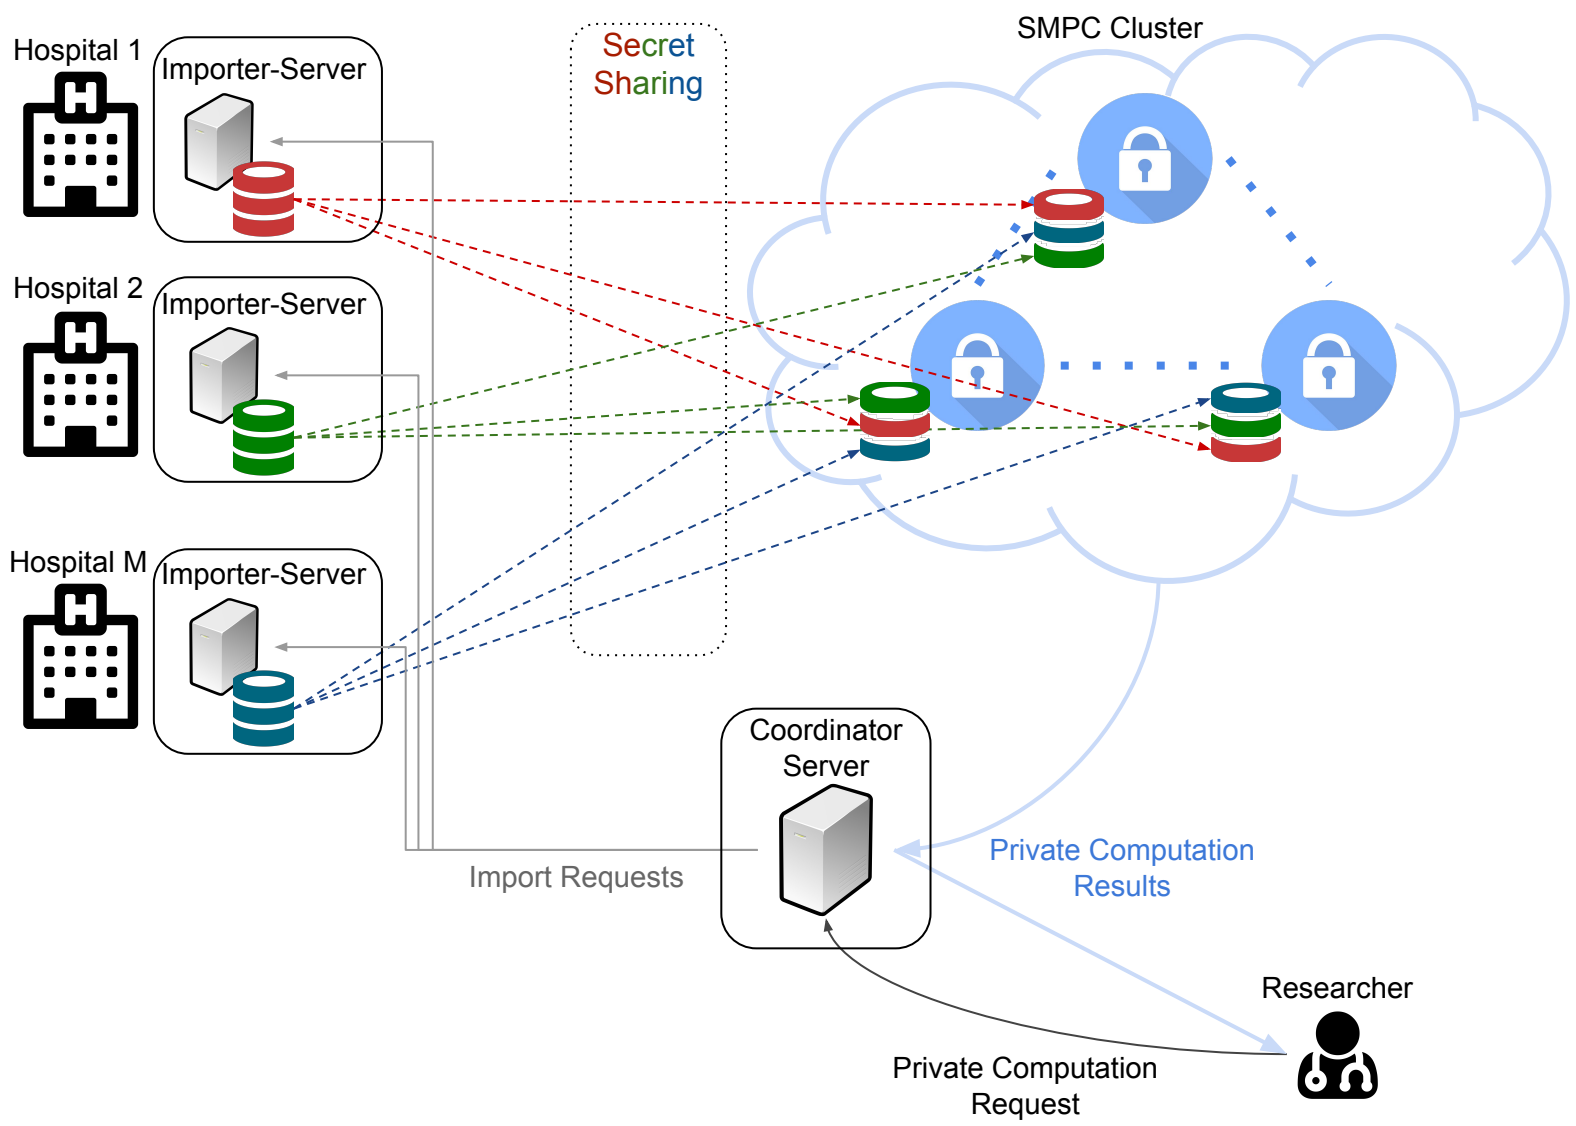 SMPC Cluster
Secret
Sharing
Hospital 1
Importer-Server
Hospital 2
Importer-Server
Hospital M
Importer-Server
Coordinator
Server
Import Requests
Private Computation
Results
Researcher
Private Computation
Request